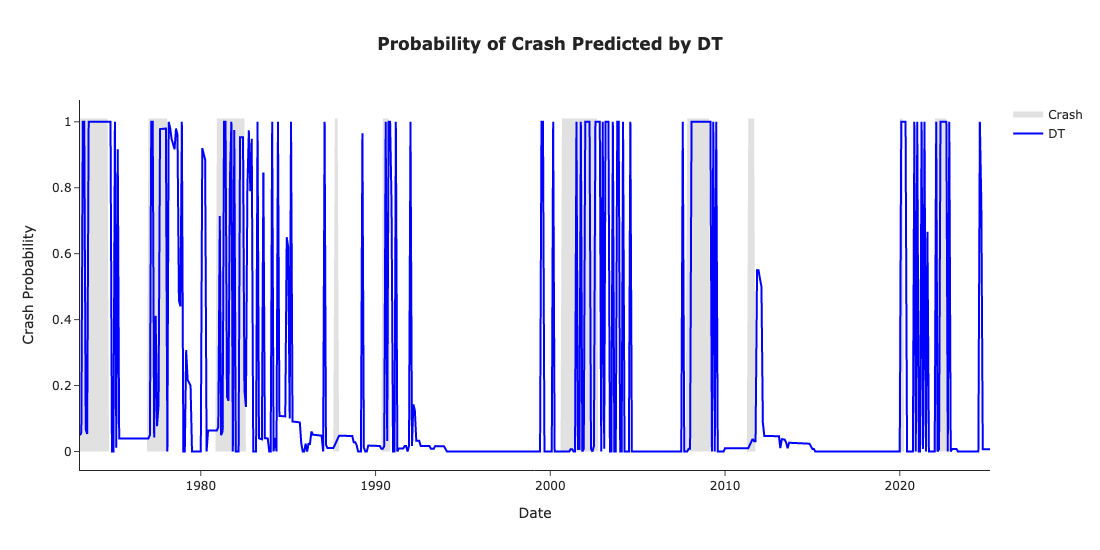 Probability of Crash Predicted by DT
Crash
DT
Crash Probability
1
0.8
0.6
0.4
0.2
0
1980
1990
2000
2010
2020
Date